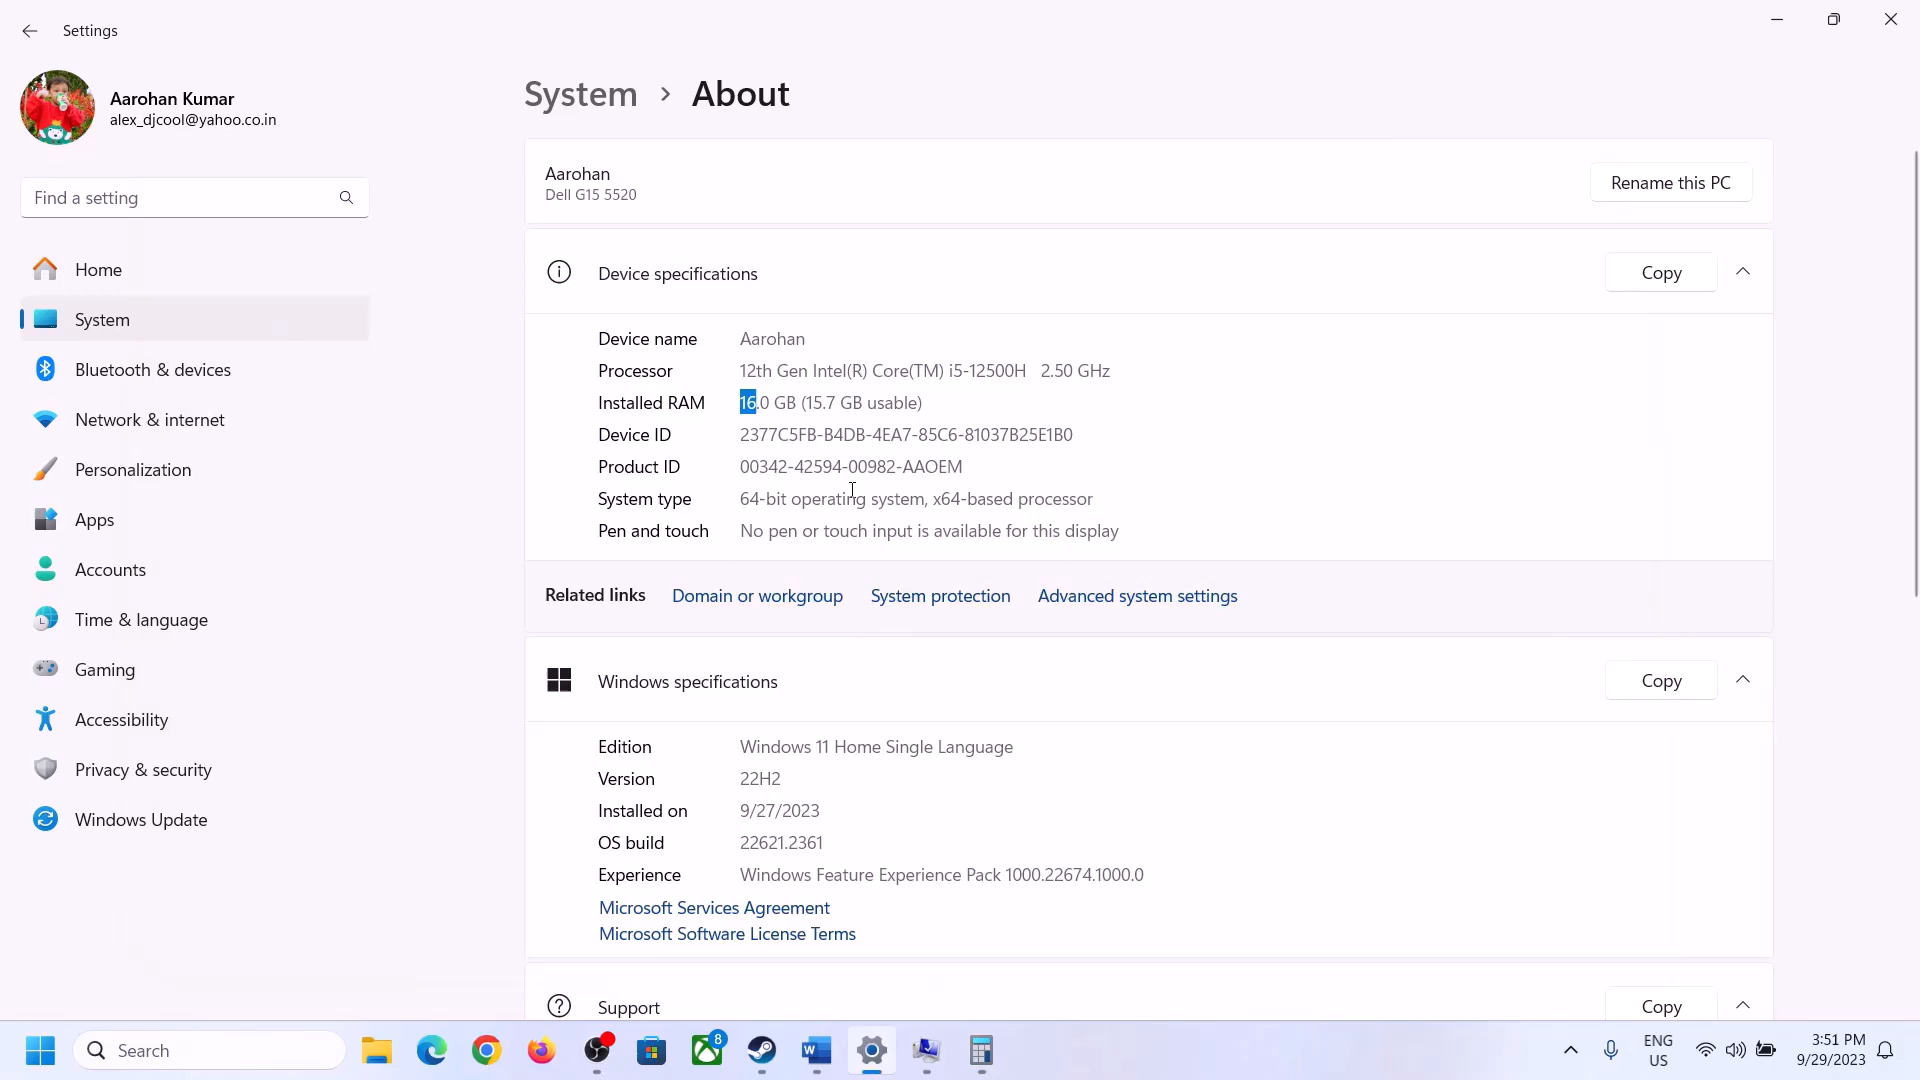 Settings
Aarohan Kumar
alex_djcool@yahoo.co.in
Find a setting
Home
System
Bluetooth & devices
Network & internet
Personalization
Apps
Accounts
Time & language
Gaming
Accessibility
Privacy & security
Windows Update
System > About
Aarohan
Dell G15 5520
Rename this PC
Device specifications
Copy
Device name Aarohan
Processor 12th Gen Intel(R) Core(TM) i5-12500H 2.50 GHz
Installed RAM 16.0 GB (15.7 GB usable)
Device ID 2377C5FB-B4DB-4EA7-85C6-81037B25E1B0
Product ID 00342-42594-00982-AAOEM
System type 64-bit operating system, x64-based processor
Pen and touch No pen or touch input is available for this display
Related links Domain or workgroup System protection Advanced system settings
Windows specifications
Copy
Edition Windows 11 Home Single Language
Version 22H2
Installed on 9/27/2023
OS build 22621.2361
Experience Windows Feature Experience Pack 1000.22674.1000.0
Microsoft Services Agreement
Microsoft Software License Terms
Support
Copy
Search
8
W
ENG
US
3:51 PM
9/29/2023